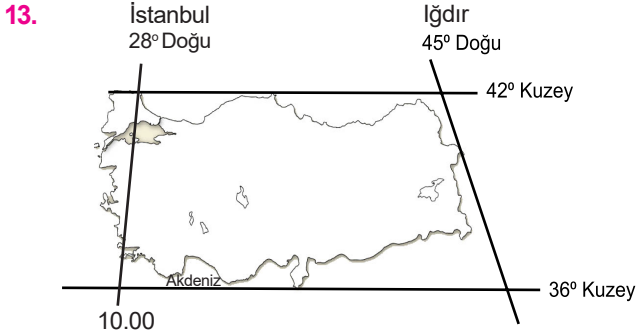 13.
İstanbul
28º Doğu
Iğdır
45º Doğu
42º Kuzey
Akdeniz
36º Kuzey
10.00